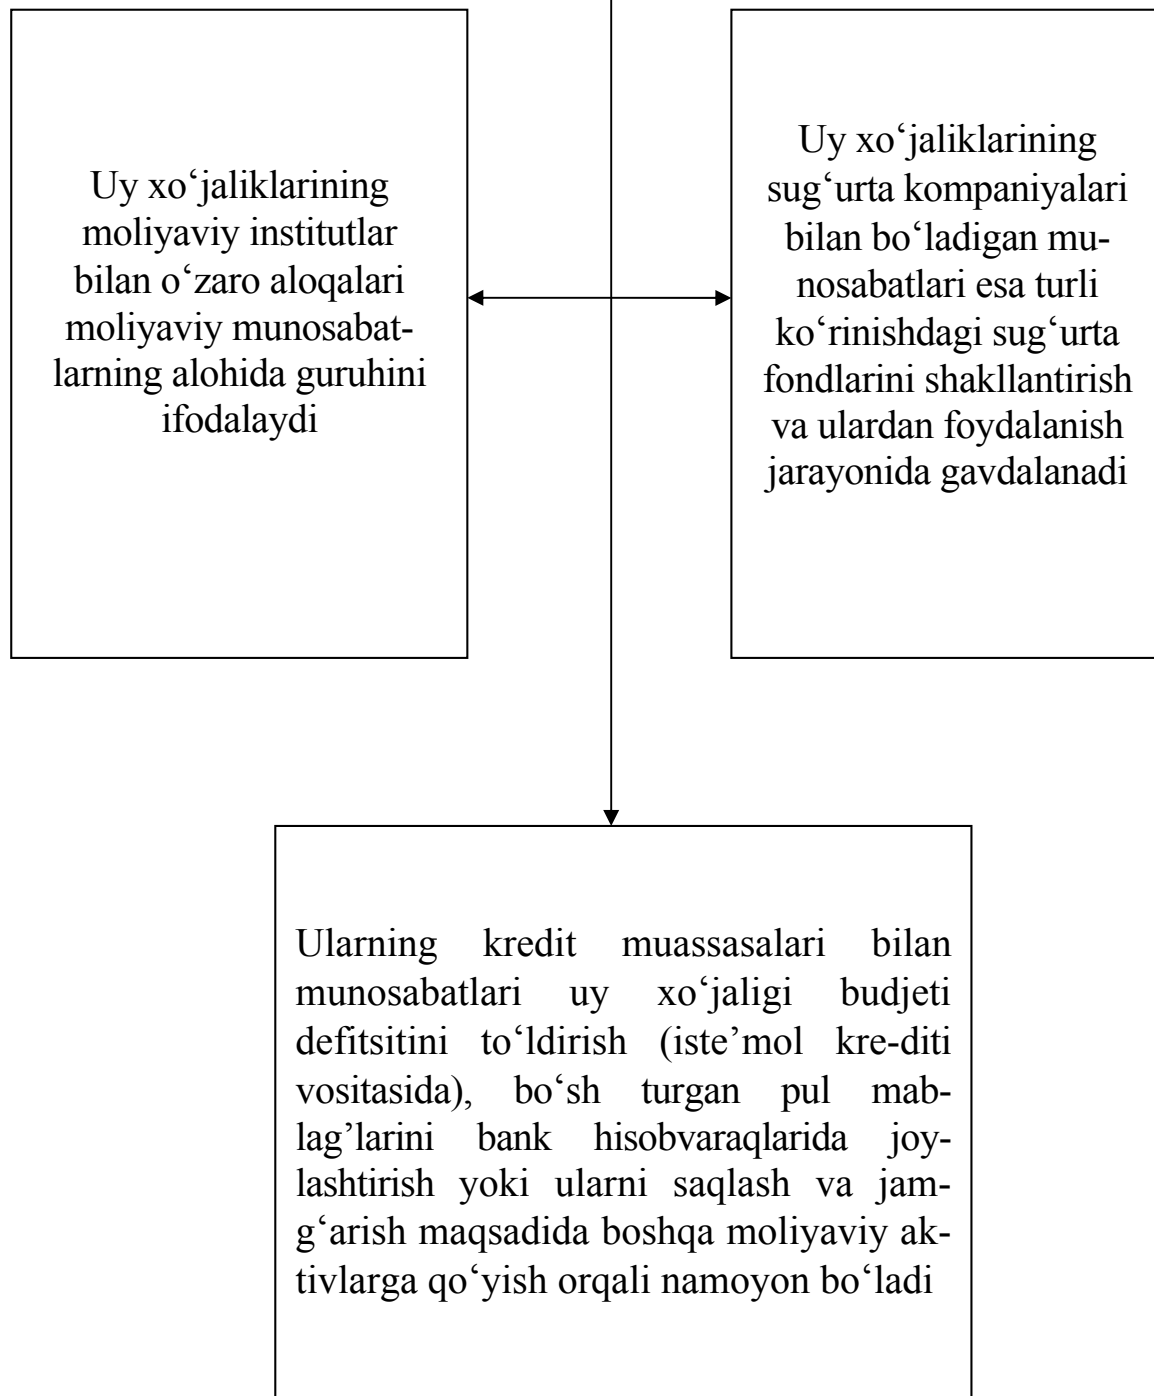 Uy xo‘jaliklarining
moliyaviy institutlar
bilan o‘zaro aloqalari
moliyaviy munosabat-
larning alohida guruhini
ifodalaydi
Uy xo‘jaliklarining
sug‘urta kompaniyalari
bilan bo‘ladigan mu-
nosabatlari esa turli
ko‘rinishdagi sug‘urta
fondlarini shakllantirish
va ulardan foydalanish
jarayonida gavdalanadi
Ularning kredit muassasalari bilan
munosabatlari uy xo‘jaligi budjeti
defitsitini to‘ldirish (iste’mol kre-diti
vositasida), bo‘sh turgan pul mab-
lag’larini bank hisobvaraqlarida joy-
lashtirish yoki ularni saqlash va jam-
g‘arish maqsadida boshqa moliyaviy ak-
tivlarga qo‘yish orqali namoyon bo‘ladi